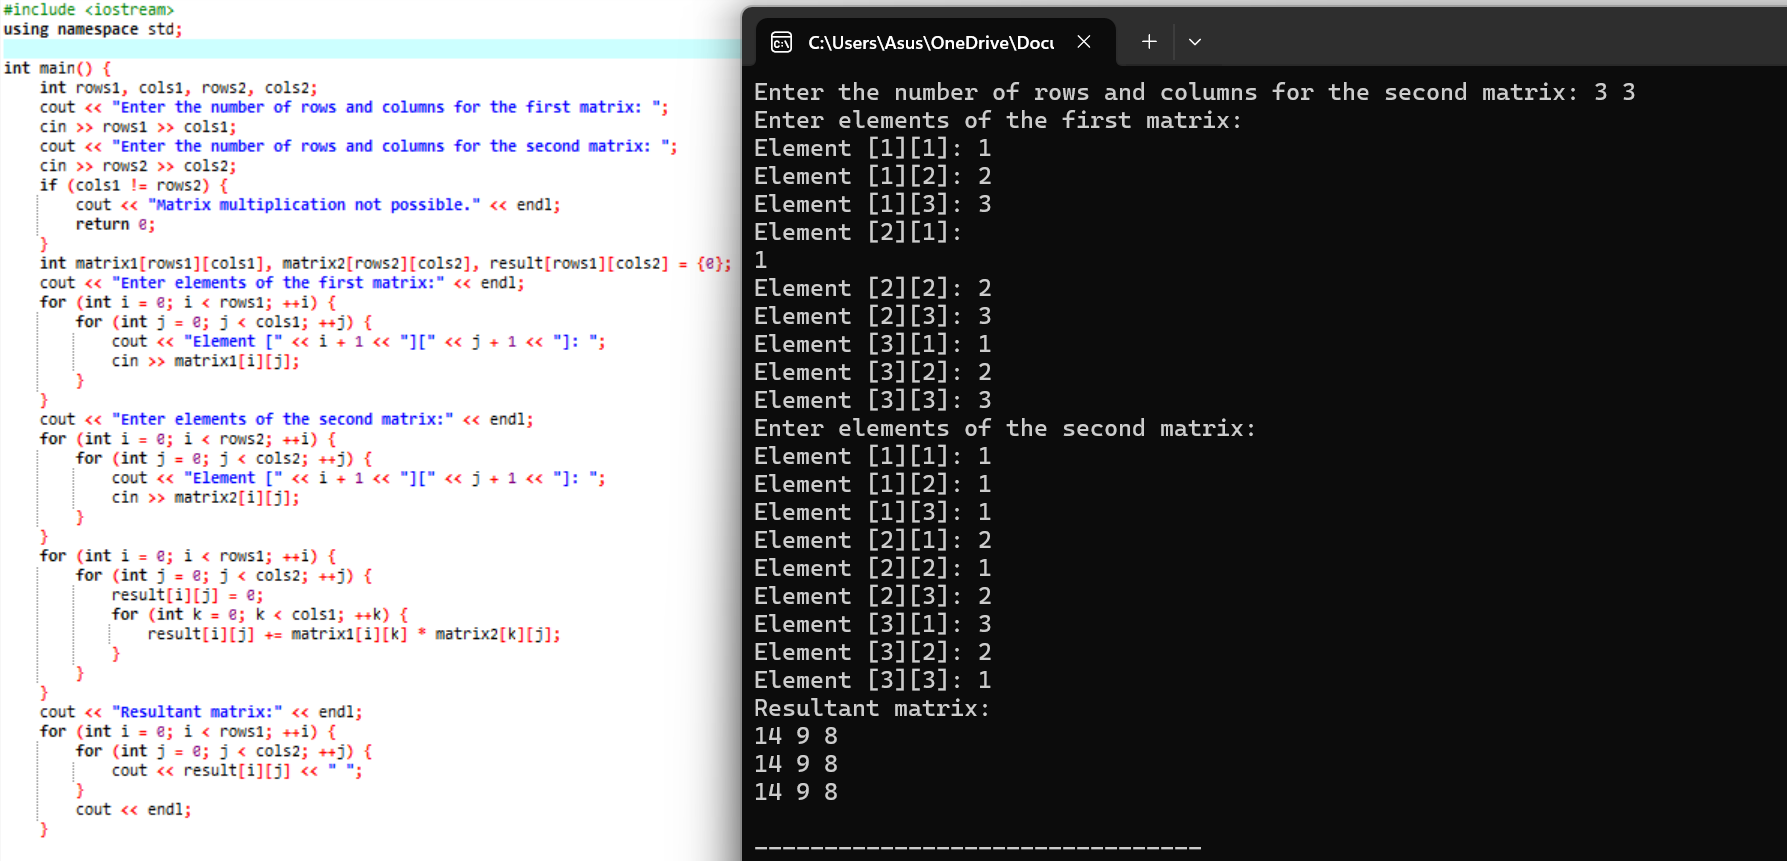 #include <iostream>
using namespace std;
int main() {
int rows1, cols1, rows2, cols2;
cout << "Enter the number of rows and columns for the first matrix: ";
cin >> rows1 >> cols1;
cout << "Enter the number of rows and columns for the second matrix: ";
cin >> rows2 >> cols2;
if (cols1 != rows2) {
cout << "Matrix multiplication not possible." << endl;
return 0;
}
int matrix1[rows1][cols1], matrix2[rows2][cols2], result[rows1][cols2] = {0};
cout << "Enter elements of the first matrix:" << endl;
for (int i = 0; i < rows1; ++i) {
for (int j = 0; j < cols1; ++j) {
cout << "Element [" << i + 1 << "][" << j + 1 << "]: ";
cin >> matrix1[i][j];
}
}
cout << "Enter elements of the second matrix:" << endl;
for (int i = 0; i < rows2; ++i) {
for (int j = 0; j < cols2; ++j) {
cout << "Element [" << i + 1 << "][" << j + 1 << "]: ";
cin >> matrix2[i][j];
}
}
for (int i = 0; i < rows1; ++i) {
for (int j = 0; j < cols2; ++j) {
result[i][j] = 0;
for (int k = 0; k < cols1; ++k) {
result[i][j] += matrix1[i][k] * matrix2[k][j];
}
}
}
cout << "Resultant matrix:" << endl;
for (int i = 0; i < rows1; ++i) {
for (int j = 0; j < cols2; ++j) {
cout << result[i][j] << " ";
}
cout << endl;
}
C:\Users\Asus\OneDrive\Docu
Enter the number of rows and columns for the second matrix: 3 3
Enter elements of the first matrix:
Element [1][1]: 1
Element [1][2]: 2
Element [1][3]: 3
Element [2][1]:
1
Element [2][2]: 2
Element [2][3]: 3
Element [3][1]: 1
Element [3][2]: 2
Element [3][3]: 3
Enter elements of the second matrix:
Element [1][1]: 1
Element [1][2]: 1
Element [1][3]: 1
Element [2][1]: 2
Element [2][2]: 1
Element [2][3]: 2
Element [3][1]: 3
Element [3][2]: 2
Element [3][3]: 1
Resultant matrix:
14 9 8
14 9 8
14 9 8
--------------------------------